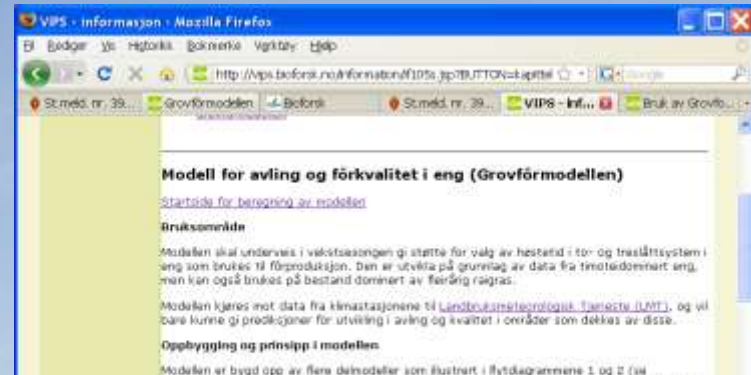 VIPS - informasjon - Mozilla Firefox
Fil Rediger Vis Historikk Bokmerke Verktøy Hjelp
http://vips.bioforsk.no/information/f105s.jsp?BUTTON=kapittel
St.meld. nr. 39... Grovfôrmodellen Bioforsk St.meld. nr. 39... VIPS - inf... Bruk av Grovfo...
Modell for avling og fôrkvalitet i eng (Grovfôrmodellen)
Startside for beregning av modellen
Bruksområde
Modellen skal underveis i vekstsesongen gi støtte for valg av høstetid i to- og treslåttsystem i
eng som brukes til fôrproduksjon. Den er utvikla på grunnlag av data fra timoteidominert eng,
men kan også brukes på bestand dominert av flerårig raigras.
Modellen kjøres mot data fra klimastasjonene til Landbruksmeteorologisk Tjeneste (LMT), og vil
bare kunne gi prediksjoner for utvikling i avling og kvalitet i områder som dekkes av disse.
Oppbygging og prinsipp i modellen
Modellen er bygd opp av flere delmodeller som illustrert i flytdiagrammene 1 og 2 (se